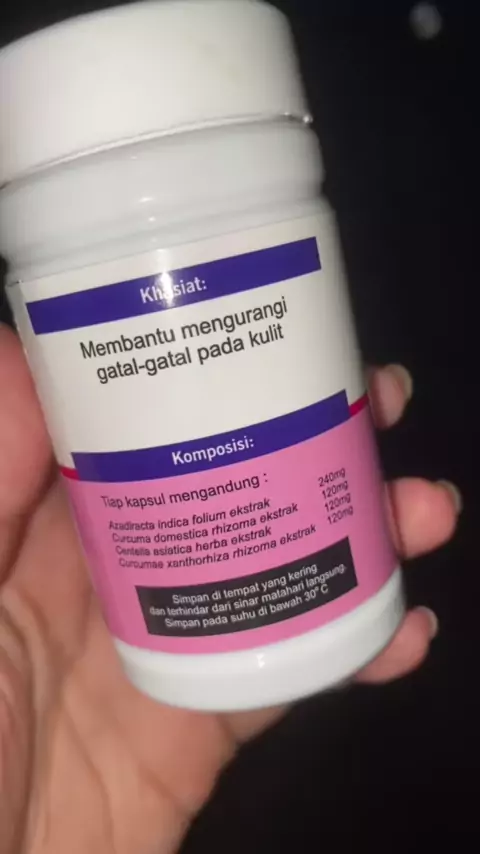 Khasiat:
Membantu mengurangi
gatal-gatal pada kulit
Komposisi:
Tiap kapsul mengandung :
Azadiracta indica folium ekstrak 240mg
Curcuma domestica rhizoma ekstrak 120mg
Centella asiatica herba ekstrak 120mg
Curcumae xanthorhiza rhizoma ekstrak 120mg
Simpan di tempat yang kering
dan terhindar dari sinar matahari langsung.
Simpan pada suhu di bawah 30° C